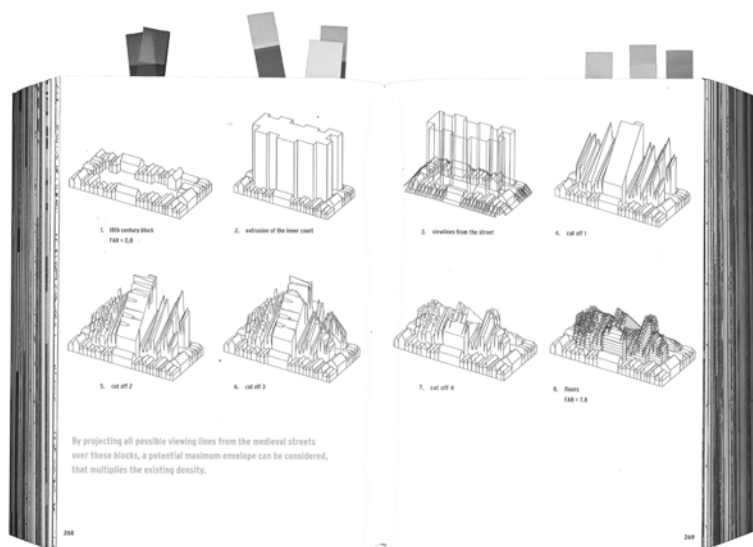 1. 18th century block
FAR = 0,8
2. extrusion of the inner court
3. viewlines from the street
4. cut off 1
5. cut off 2
6. cut off 3
7. cut off 4
8. floors
FAR = 7,8
By projecting all possible viewing lines from the medieval streets
over these blocks, a potential maximum envelope can be considered,
that multiplies the existing density.
268
269